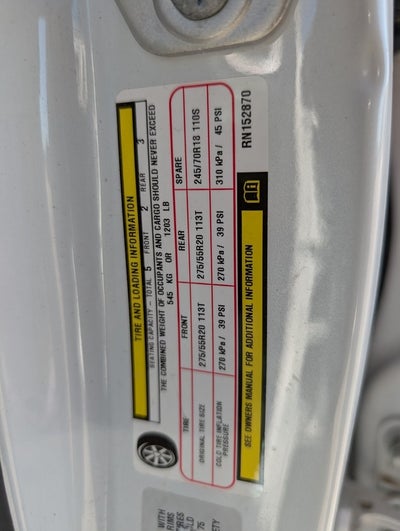 TIRE AND LOADING INFORMATION
SEATING CAPACITY - TOTAL 5 FRONT 2 REAR 3
THE COMBINED WEIGHT OF OCCUPANTS AND CARGO SHOULD NEVER EXCEED
545 KG OR 1203 LB
TIRE FRONT REAR SPARE
ORIGINAL TIRE SIZE 275/55R20 113T 275/55R20 113T 245/70R18 110S
COLD TIRE INFLATION PRESSURE 270 kPa / 39 PSI 270 kPa / 39 PSI 310 kPa / 45 PSI
SEE OWNERS MANUAL FOR ADDITIONAL INFORMATION
RN152870
WITH
RIMS
75